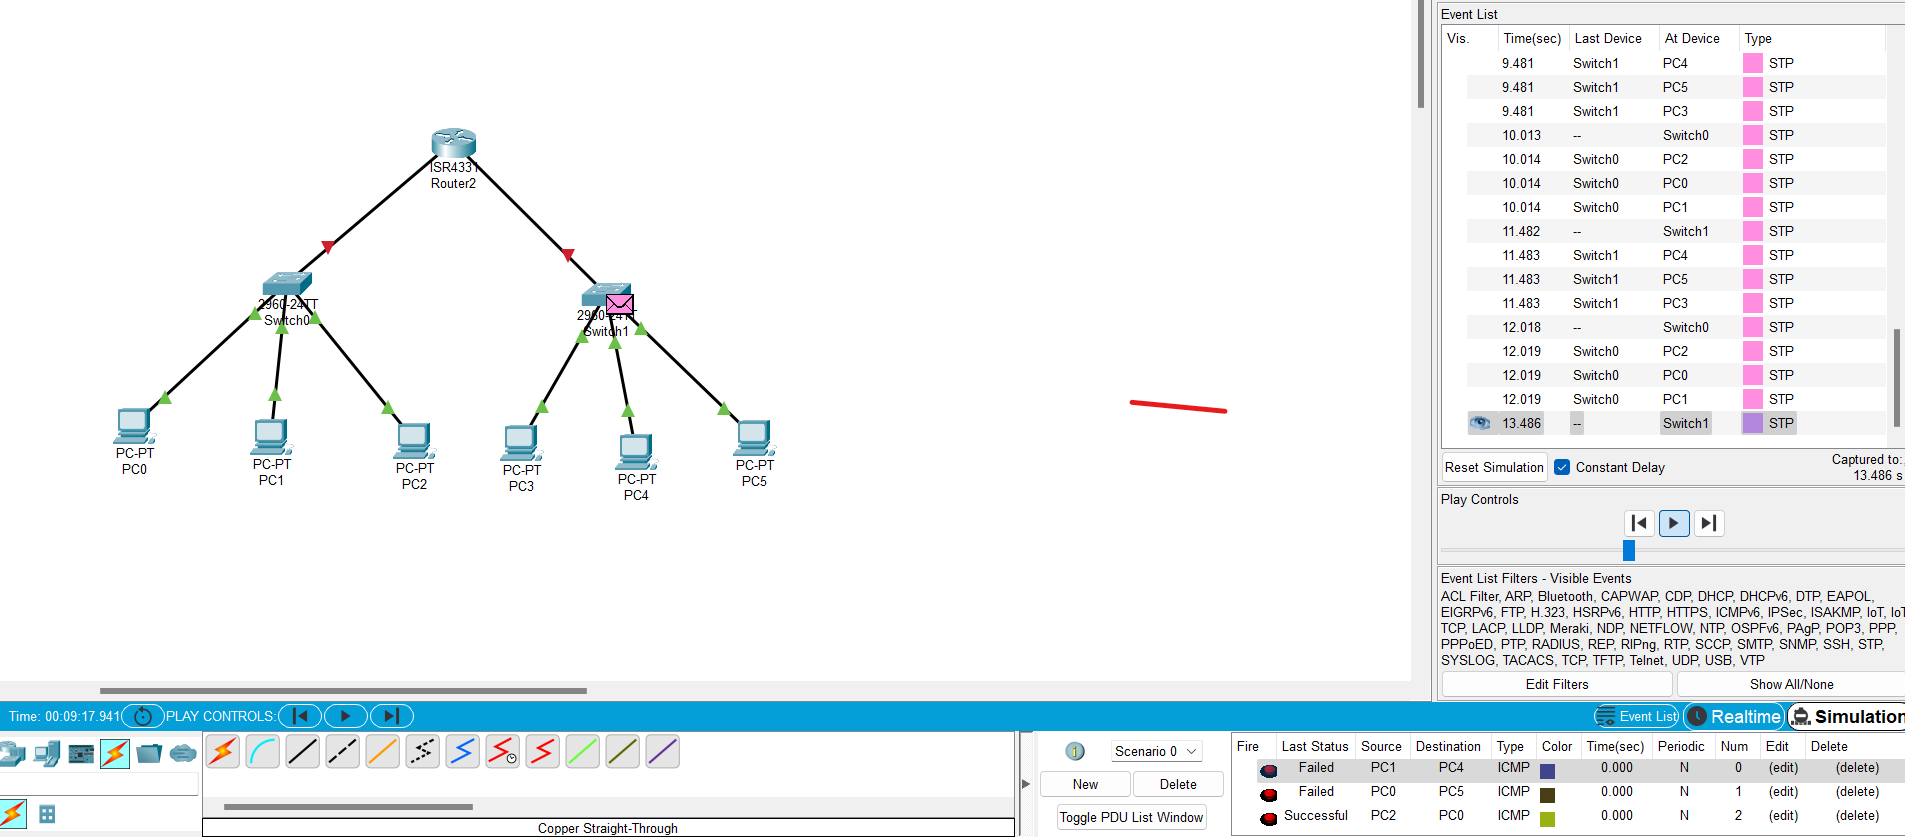 ISR4331
Router2
2960-24TT
Switch0
2960-24TT
Switch1
PC-PT
PC0
PC-PT
PC1
PC-PT
PC2
PC-PT
PC3
PC-PT
PC4
PC-PT
PC5
Event List
Vis. Time(sec) Last Device At Device Type
9.481 Switch1 PC4 STP
9.481 Switch1 PC5 STP
9.481 Switch1 PC3 STP
10.013 -- Switch0 STP
10.014 Switch0 PC2 STP
10.014 Switch0 PC0 STP
10.014 Switch0 PC1 STP
11.482 -- Switch1 STP
11.483 Switch1 PC4 STP
11.483 Switch1 PC5 STP
11.483 Switch1 PC3 STP
12.018 -- Switch0 STP
12.019 Switch0 PC2 STP
12.019 Switch0 PC0 STP
12.019 Switch0 PC1 STP
13.486 -- Switch1 STP
Reset Simulation Constant Delay Captured to:
13.486 s
Play Controls
Event List Filters - Visible Events
ACL Filter, ARP, Bluetooth, CAPWAP, CDP, DHCP, DHCPv6, DTP, EAPOL,
EIGRPv6, FTP, H.323, HSRPv6, HTTP, HTTPS, ICMPv6, IPSec, ISAKMP, IoT, IoT
TCP, LACP, LLDP, Meraki, NDP, NETFLOW, NTP, OSPFv6, PAgP, POP3, PPP,
PPPoED, PTP, RADIUS, REP, RIPng, RTP, SCCP, SMTP, SNMP, SSH, STP,
SYSLOG, TACACS, TCP, TFTP, Telnet, UDP, USB, VTP
Edit Filters Show All/None
Time: 00:09:17.941 PLAY CONTROLS: Event List Realtime Simulation
Copper Straight-Through
Scenario 0
New Delete
Toggle PDU List Window
Fire Last Status Source Destination Type Color Time(sec) Periodic Num Edit Delete
Failed PC1 PC4 ICMP 0.000 N 0 (edit) (delete)
Failed PC0 PC5 ICMP 0.000 N 1 (edit) (delete)
Successful PC2 PC0 ICMP 0.000 N 2 (edit) (delete)